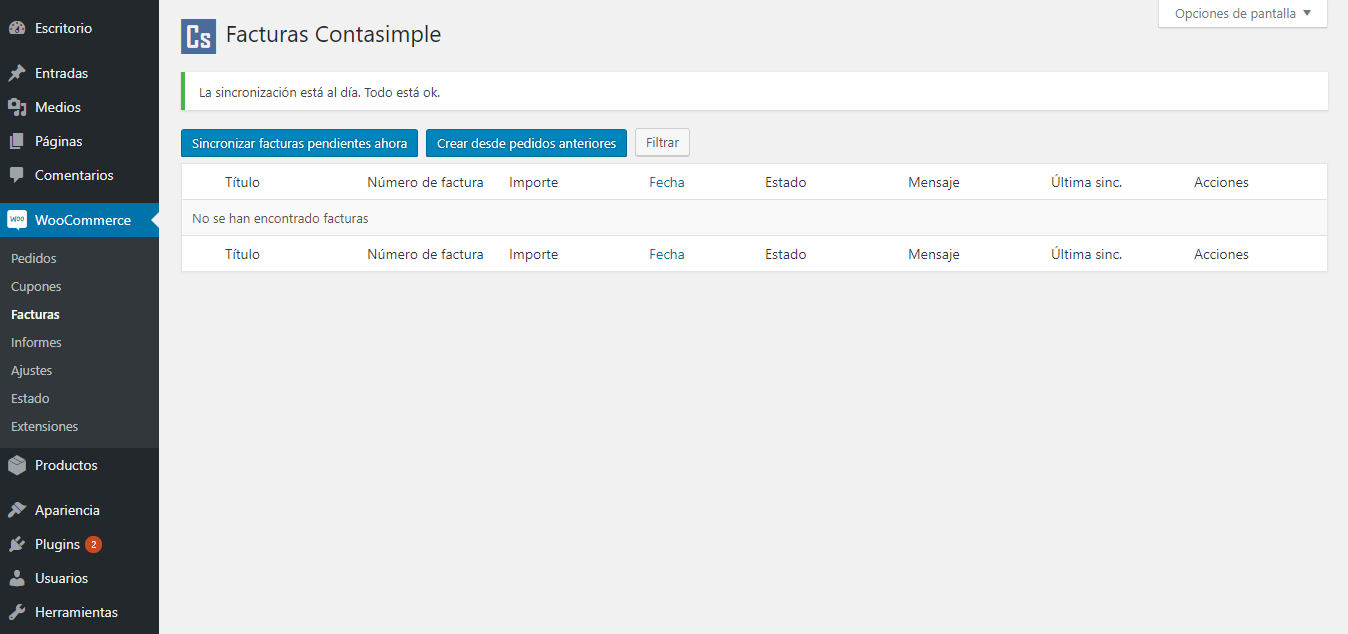 Escritorio
Entradas
Medios
Páginas
Comentarios
woo WooCommerce
Pedidos
Cupones
Facturas
Informes
Ajustes
Estado
Extensiones
Productos
Apariencia
Plugins 2
Usuarios
Herramientas
Opciones de pantalla
Cs Facturas Contasimple
La sincronización está al día. Todo está ok.
Sincronizar facturas pendientes ahora Crear desde pedidos anteriores Filtrar
Título Número de factura Importe Fecha Estado Mensaje Última sinc. Acciones
No se han encontrado facturas
Título Número de factura Importe Fecha Estado Mensaje Última sinc. Acciones